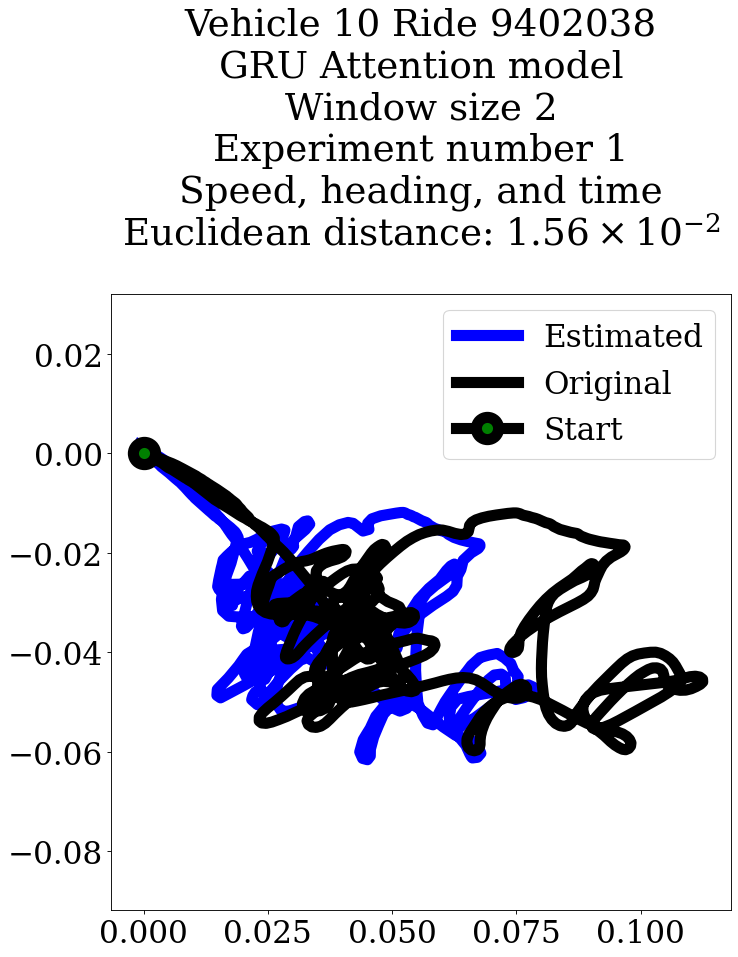 Vehicle 10 Ride 9402038
GRU Attention model
Window size 2
Experiment number 1
Speed, heading, and time
Euclidean distance: 1.56 × 10⁻²
Estimated
Original
Start
0.02
0.00
−0.02
−0.04
−0.06
−0.08
0.000 0.025 0.050 0.075 0.100